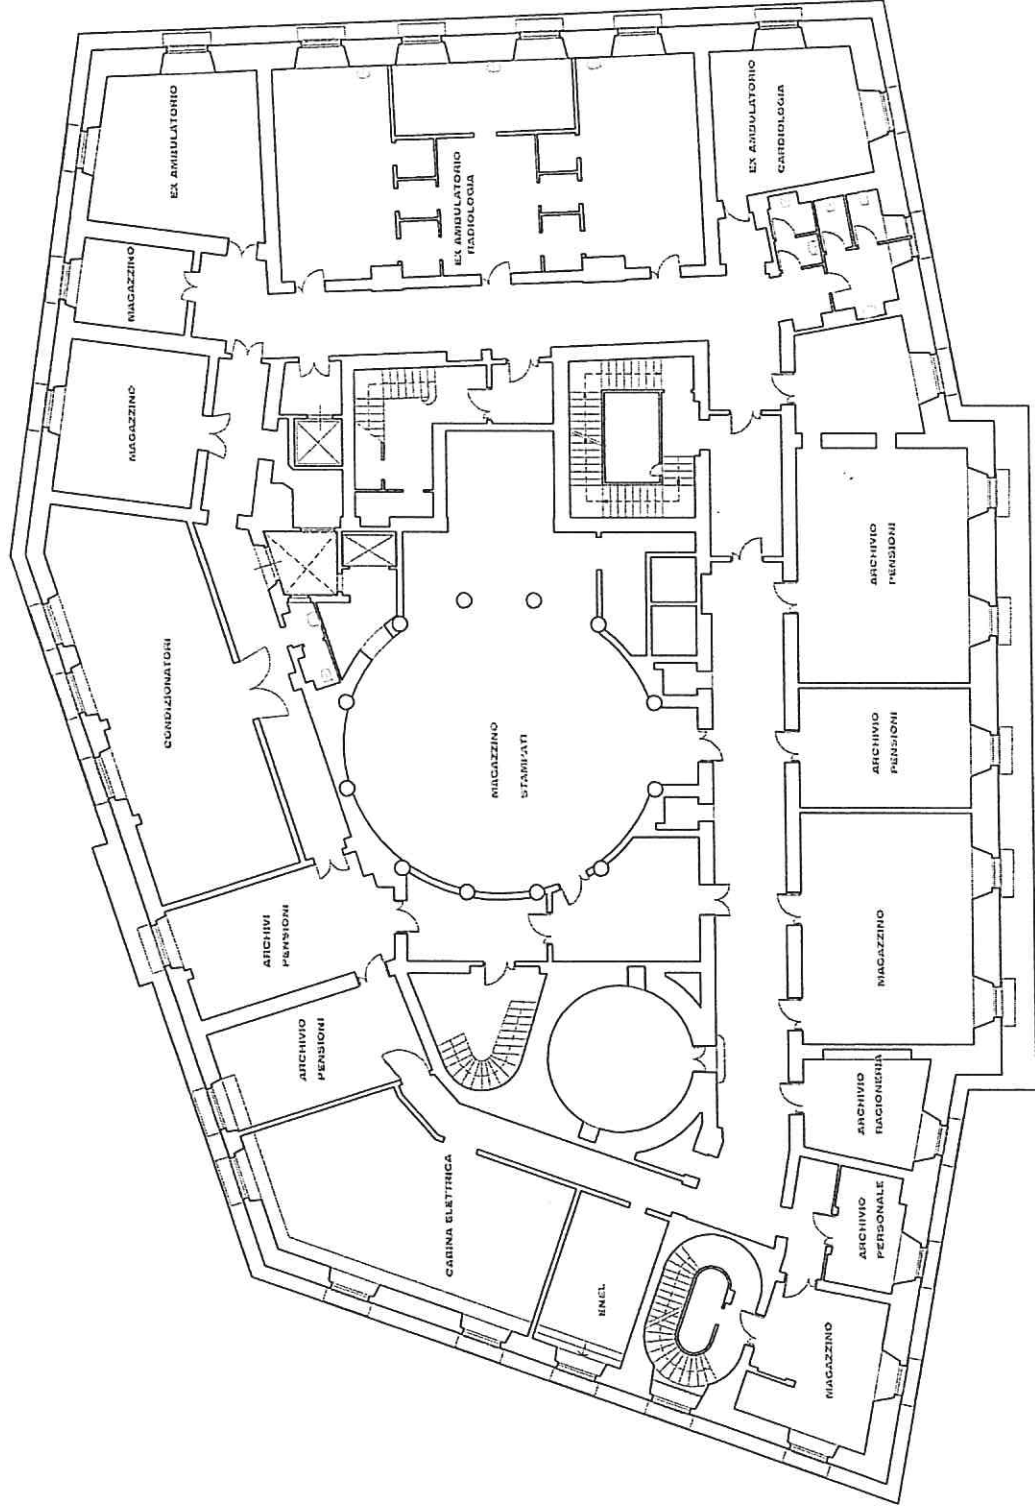 EX AMBULATORIO
MAGAZZINO
MAGAZZINO
CONDIZIONATORI
ARCHIVI
PENSIONI
ARCHIVIO
PENSIONI
CABINA ELETTRICA
ENEL
EX AMBULATORIO
RADIOLOGIA
MAGAZZINO
STAMPATI
EX AMBULATORIO
CARDIOLOGIA
ARCHIVIO
PENSIONI
ARCHIVIO
PENSIONI
MAGAZZINO
ARCHIVIO
RAGIONERIA
ARCHIVIO
PERSONALE
MAGAZZINO